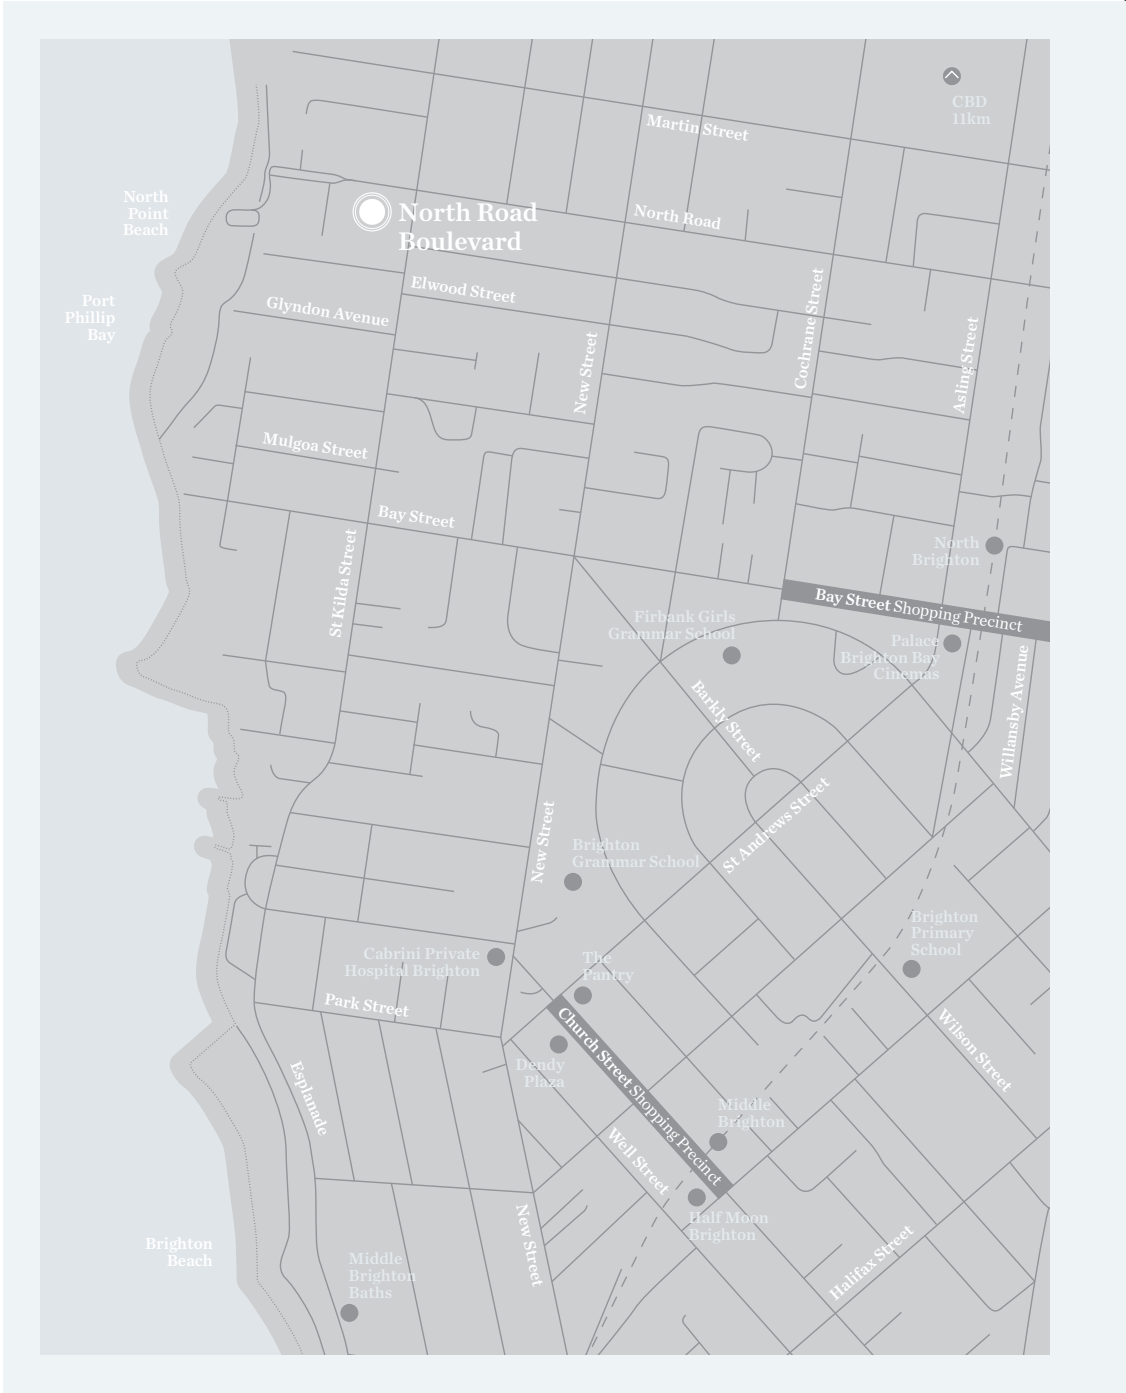 CBD
11km
Martin Street
North
Point
Beach
North Road
Boulevard
North Road
Port
Phillip
Bay
Elwood Street
Glyndon Avenue
Cochrane Street
Asling Street
New Street
Mulgoa Street
Bay Street
St Kilda Street
North
Brighton
Bay Street Shopping Precinct
Firbank Girls
Grammar School
Palace
Brighton Bay
Cinemas
Willansby Avenue
Barkly Street
St Andrews Street
New Street
Brighton
Grammar School
Brighton
Primary
School
Cabrini Private
Hospital Brighton
The
Pantry
Park Street
Church Street Shopping Precinct
Wilson Street
Dendy
Plaza
Esplanade
Middle
Brighton
Well Street
Half Moon
Brighton
New Street
Halifax Street
Brighton
Beach
Middle
Brighton
Baths